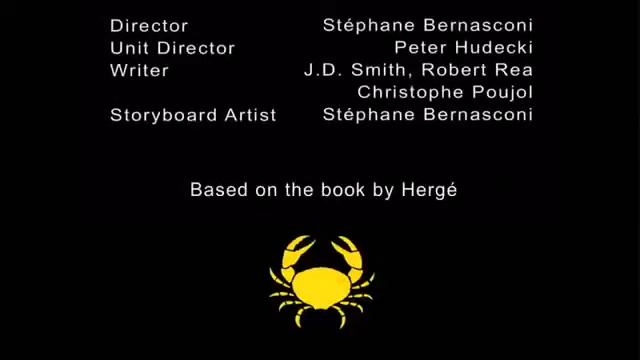 Director Stéphane Bernasconi
Unit Director Peter Hudecki
Writer J.D. Smith, Robert Rea
Christophe Poujol
Storyboard Artist Stéphane Bernasconi
Based on the book by Hergé